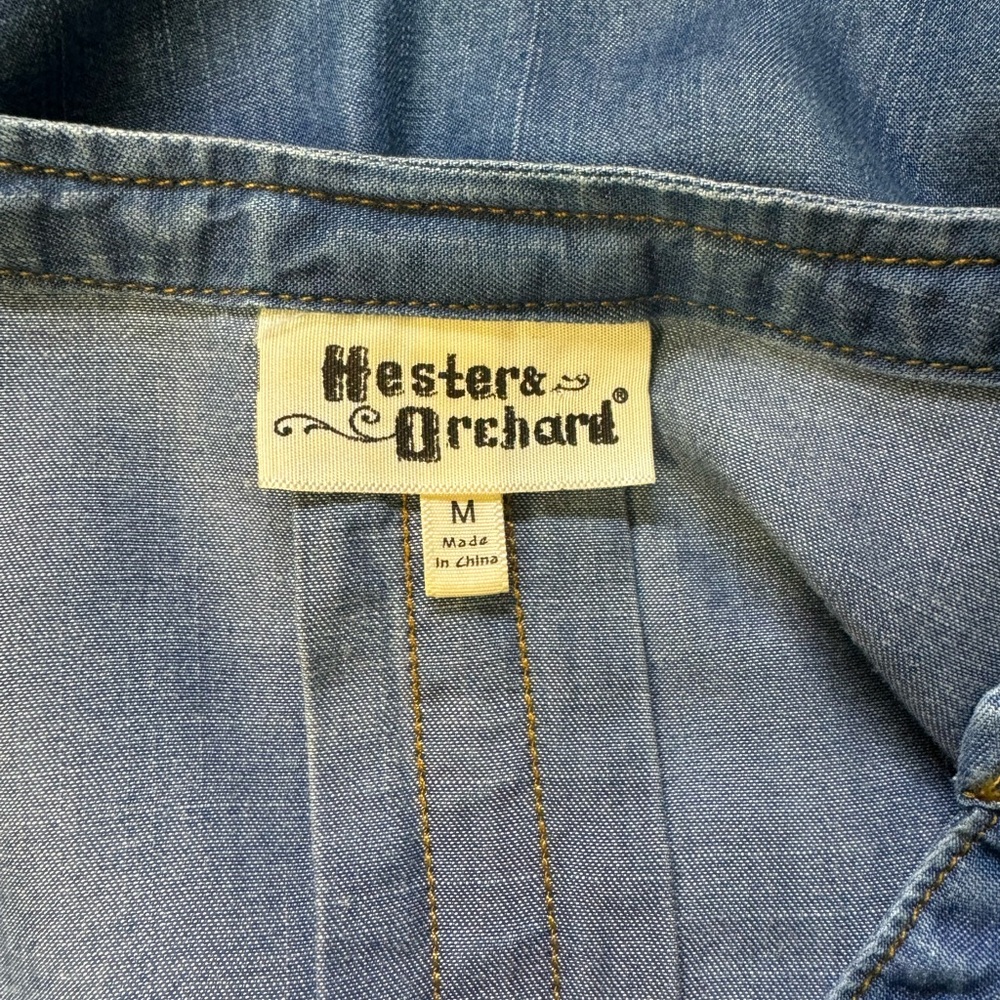 Hester &
Orchard®
M
Made
in China